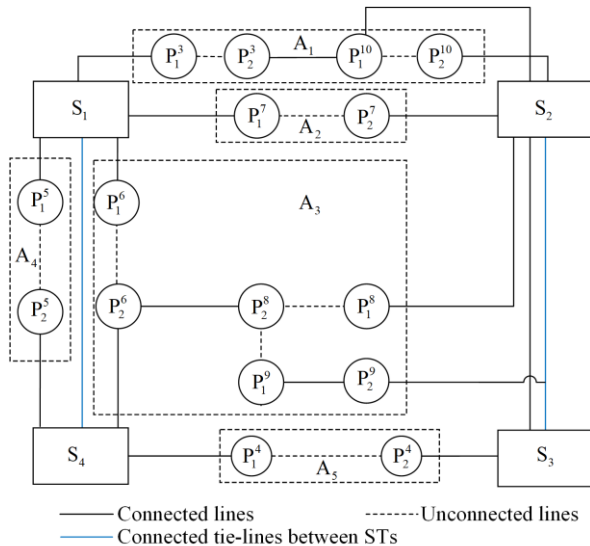 P₁³ P₂³ A₁ P₁¹⁰ P₂¹⁰
S₁ P₁⁷ P₂⁷ S₂
A₂
P₁⁵ P₁⁶ A₃
A₄
P₂⁵ P₂⁶ P₂⁸ P₁⁸
P₁⁹ P₂⁹
S₄ P₁⁴ P₂⁴ S₃
A₅
Connected lines Unconnected lines
Connected tie-lines between STs